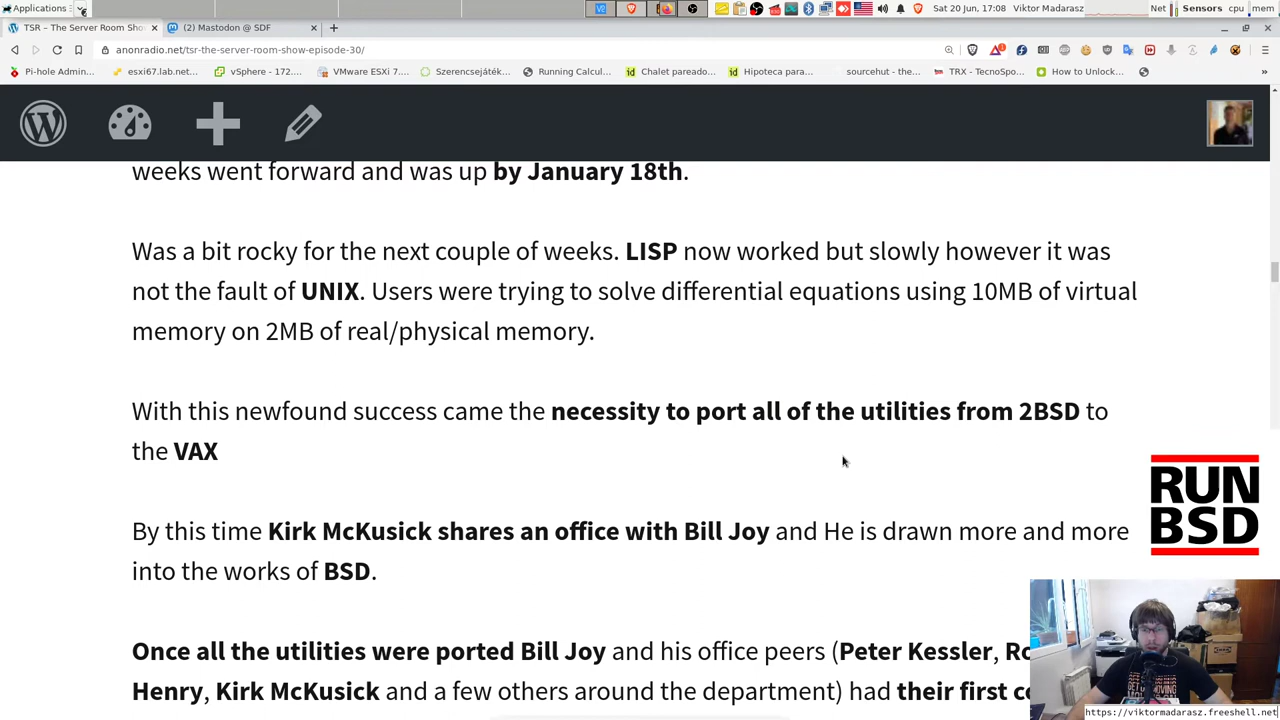 Applications
Sat 20 Jun, 17:08 Viktor Madarasz
Net Sensors cpu mem
TSR - The Server Room Sho
(2) Mastodon @ SDF
anonradio.net/tsr-the-server-room-show-episode-30/
Pi-hole Admin... esxi67.lab.net... vSphere - 172.... VMware ESXi 7.... Szerencsejáték... Running Calcul... Chalet pareado... Hipoteca para... sourcehut - the... TRX - TecnoSpo... How to Unlock...
weeks went forward and was up by January 18th.
Was a bit rocky for the next couple of weeks. LISP now worked but slowly however it was
not the fault of UNIX. Users were trying to solve differential equations using 10MB of virtual
memory on 2MB of real/physical memory.
With this newfound success came the necessity to port all of the utilities from 2BSD to
the VAX
RUN
BSD
By this time Kirk McKusick shares an office with Bill Joy and He is drawn more and more
into the works of BSD.
Once all the utilities were ported Bill Joy and his office peers (Peter Kessler, Ro
Henry, Kirk McKusick and a few others around the department) had their first co
https://viktormadarasz.freeshell.net